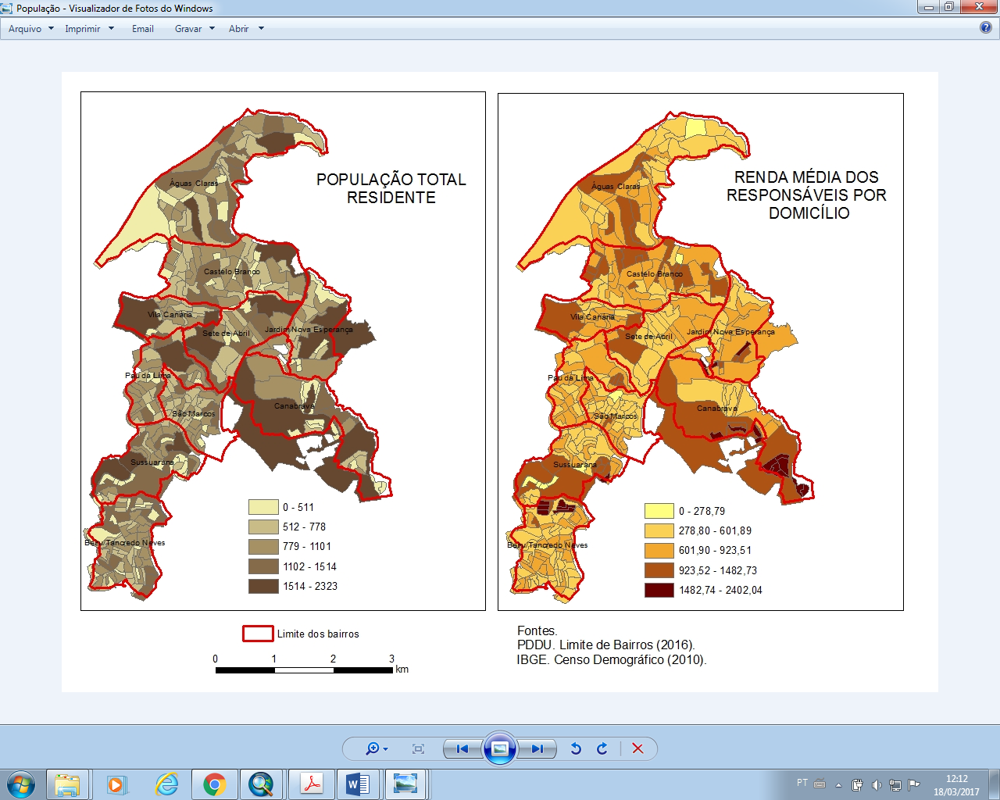 População - Visualizador de Fotos do Windows
Arquivo Imprimir Email Gravar Abrir
POPULAÇÃO TOTAL
RESIDENTE
Águas Claras
Castelo Branco
Vila Canária
Sete de Abril
Jardim Nova Esperança
Pau da Lima
São Marcos
Canabrava
Sussuarana
Beru/Tancredo Neves
0 - 511
512 - 778
779 - 1101
1102 - 1514
1514 - 2323
RENDA MÉDIA DOS
RESPONSÁVEIS POR
DOMICÍLIO
Águas Claras
Castelo Branco
Vila Canária
Sete de Abril
Jardim Nova Esperança
Pau da Lima
São Marcos
Canabrava
Sussuarana
Beru/Tancredo Neves
0 - 278,79
278,80 - 601,89
601,90 - 923,51
923,52 - 1482,73
1482,74 - 2402,04
Limite dos bairros
0 1 2 3
km
Fontes.
PDDU. Limite de Bairros (2016).
IBGE. Censo Demográfico (2010).
PT
12:12
18/03/2017